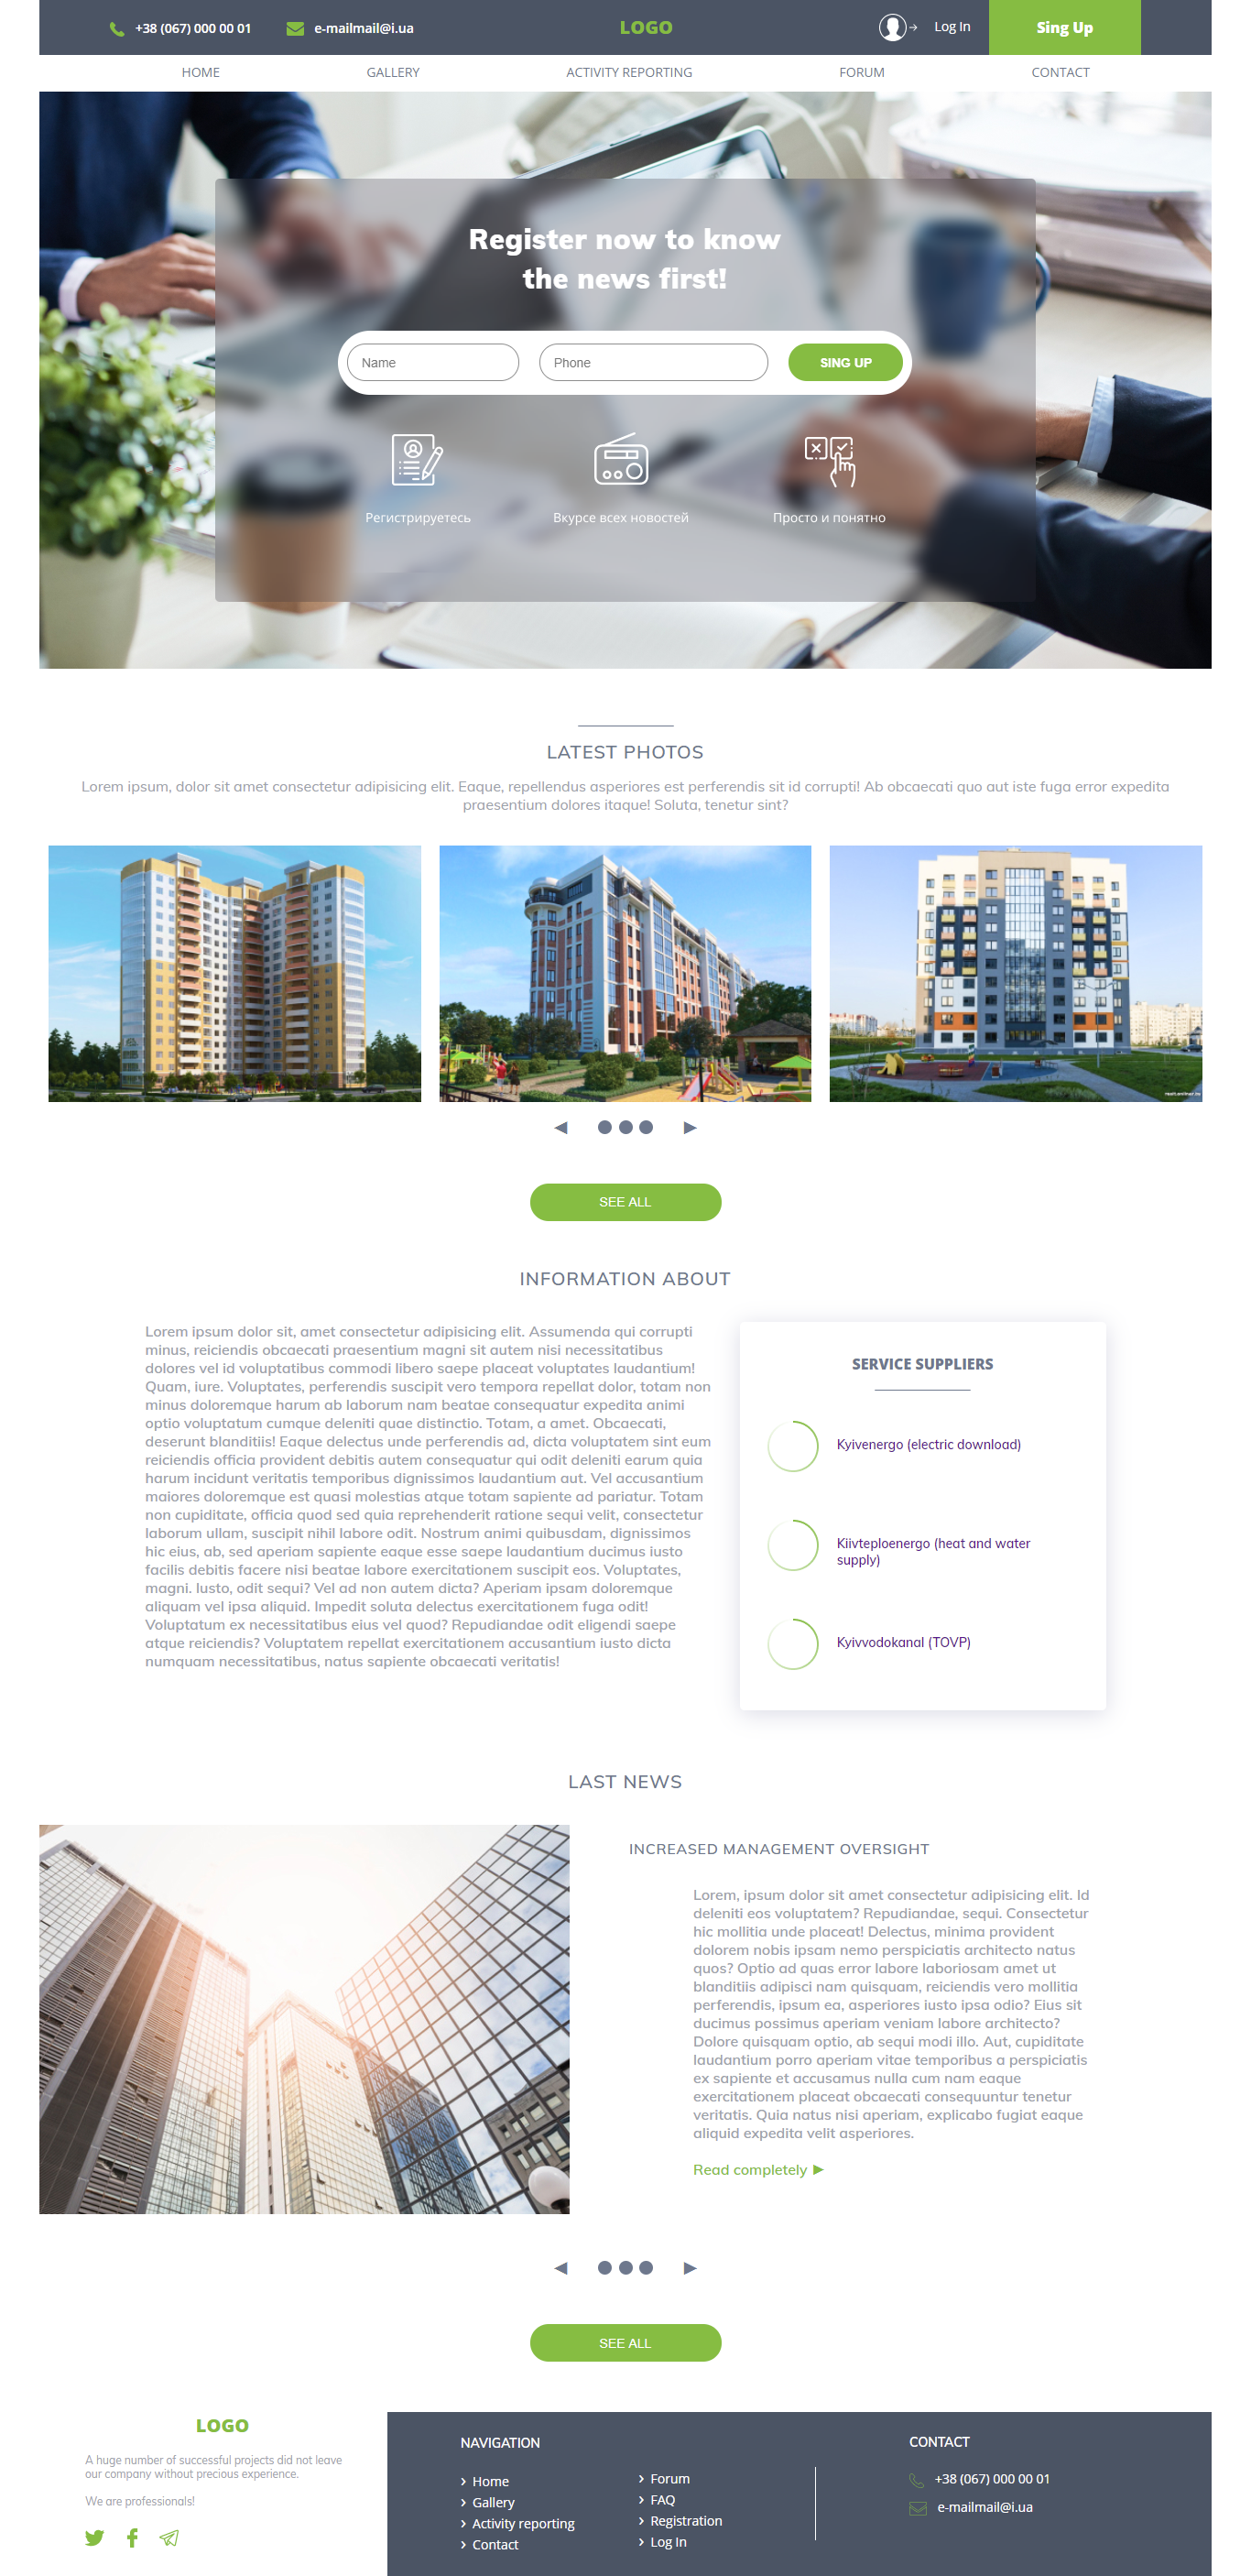 +38 (067) 000 00 01
e-mailmail@i.ua
LOGO
Log In
Sing Up
HOME
GALLERY
ACTIVITY REPORTING
FORUM
CONTACT
Register now to know
the news first!
Name
Phone
SING UP
Регистрируетесь
Вкурсе всех новостей
Просто и понятно
LATEST PHOTOS
Lorem ipsum, dolor sit amet consectetur adipisicing elit. Eaque, repellendus asperiores est perferendis sit id corrupti! Ab obcaecati quo aut iste fuga error expedita
praesentium dolores itaque! Soluta, tenetur sint?
SEE ALL
INFORMATION ABOUT
Lorem ipsum dolor sit, amet consectetur adipisicing elit. Assumenda qui corrupti
minus, reiciendis obcaecati praesentium magni sit autem nisi necessitatibus
dolores vel id voluptatibus commodi libero saepe placeat voluptates laudantium!
Quam, iure. Voluptates, perferendis suscipit vero tempora repellat dolor, totam non
minus doloremque harum ab laborum nam beatae consequatur expedita animi
optio voluptatum cumque deleniti quae distinctio. Totam, a amet. Obcaecati,
deserunt blanditiis! Eaque delectus unde perferendis ad, dicta voluptatem sint eum
reiciendis officia provident debitis autem consequatur qui odit deleniti earum quia
harum incidunt veritatis temporibus dignissimos laudantium aut. Vel accusantium
maiores doloremque est quasi molestias atque totam sapiente ad pariatur. Totam
non cupiditate, officia quod sed quia reprehenderit ratione sequi velit, consectetur
laborum ullam, suscipit nihil labore odit. Nostrum animi quibusdam, dignissimos
hic eius, ab, sed aperiam sapiente eaque esse saepe laudantium ducimus iusto
facilis debitis facere nisi beatae labore exercitationem suscipit eos. Voluptates,
magni. Iusto, odit sequi? Vel ad non autem dicta? Aperiam ipsam doloremque
aliquam vel ipsa aliquid. Impedit soluta delectus exercitationem fuga odit!
Voluptatum ex necessitatibus eius vel quod? Repudiandae odit eligendi saepe
atque reiciendis? Voluptatem repellat exercitationem accusantium iusto dicta
numquam necessitatibus, natus sapiente obcaecati veritatis!
SERVICE SUPPLIERS
Kyivenergo (electric download)
Kiivteploenergo (heat and water
supply)
Kyivvodokanal (TOVP)
LAST NEWS
INCREASED MANAGEMENT OVERSIGHT
Lorem, ipsum dolor sit amet consectetur adipisicing elit. Id
deleniti eos voluptatem? Repudiandae, sequi. Consectetur
hic mollitia unde placeat! Delectus, minima provident
dolorem nobis ipsam nemo perspiciatis architecto natus
quos? Optio ad quas error labore laboriosam amet ut
blanditiis adipisci nam quisquam, reiciendis vero mollitia
perferendis, ipsum ea, asperiores iusto ipsa odio? Eius sit
ducimus possimus aperiam veniam labore architecto?
Dolore quisquam optio, ab sequi modi illo. Aut, cupiditate
laudantium porro aperiam vitae temporibus a perspiciatis
ex sapiente et accusamus nulla cum nam eaque
exercitationem placeat obcaecati consequuntur tenetur
veritatis. Quia natus nisi aperiam, explicabo fugiat eaque
aliquid expedita velit asperiores.
Read completely
SEE ALL
LOGO
A huge number of successful projects did not leave
our company without precious experience.
We are professionals!
NAVIGATION
Home
Gallery
Activity reporting
Contact
Forum
FAQ
Registration
Log In
CONTACT
+38 (067) 000 00 01
e-mailmail@i.ua